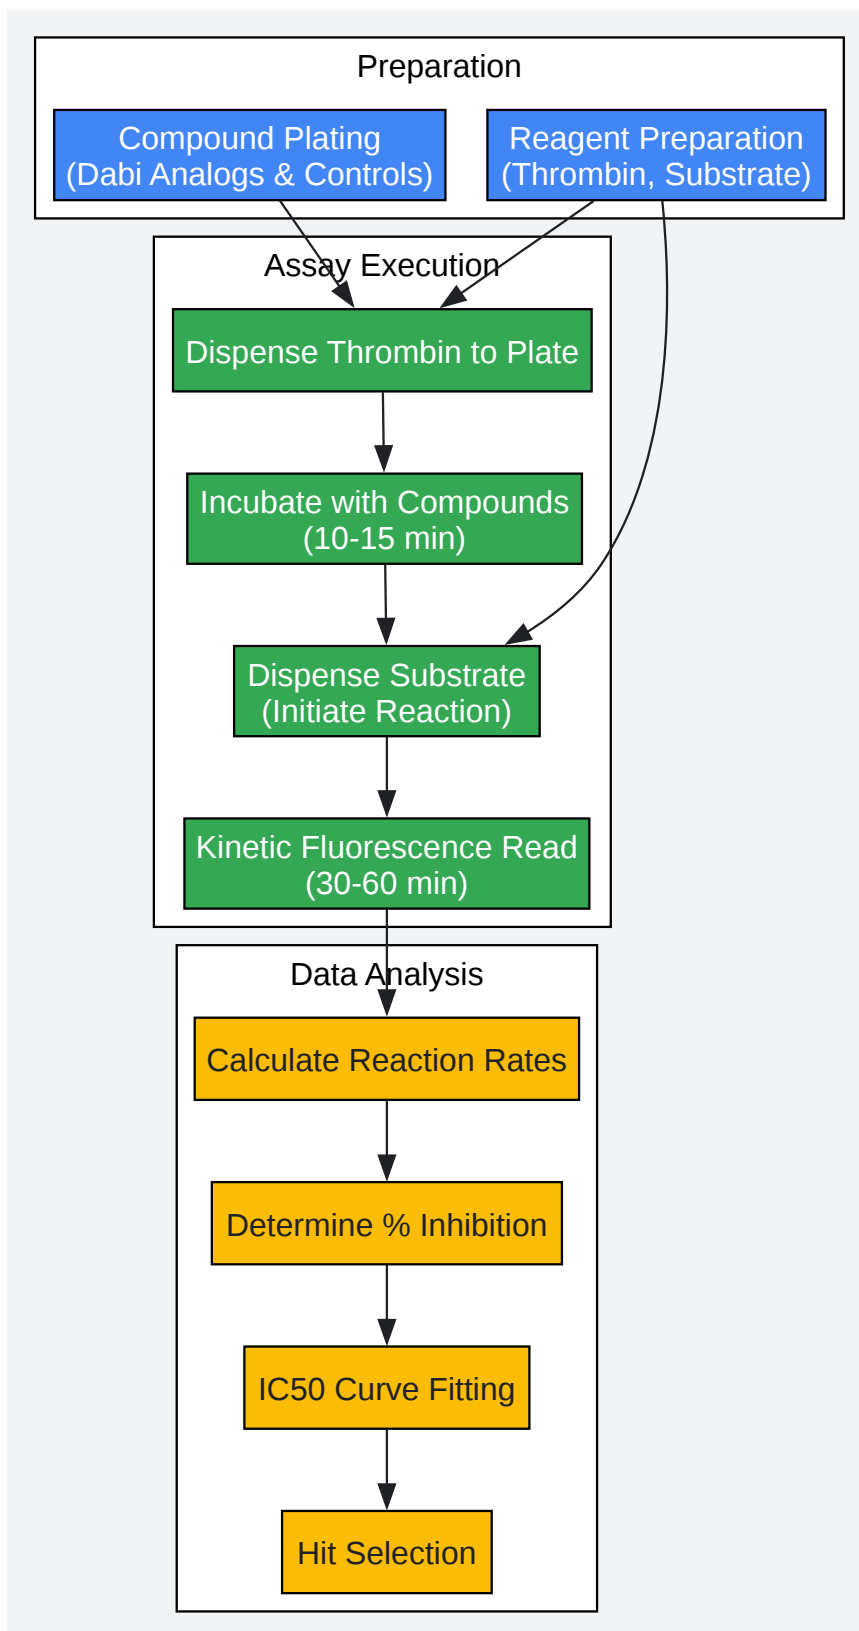 Preparation
Compound Plating
(Dabi Analogs & Controls)
Reagent Preparation
(Thrombin, Substrate)
Assay Execution
Dispense Thrombin to Plate
Incubate with Compounds
(10-15 min)
Dispense Substrate
(Initiate Reaction)
Kinetic Fluorescence Read
(30-60 min)
Data Analysis
Calculate Reaction Rates
Determine % Inhibition
IC50 Curve Fitting
Hit Selection